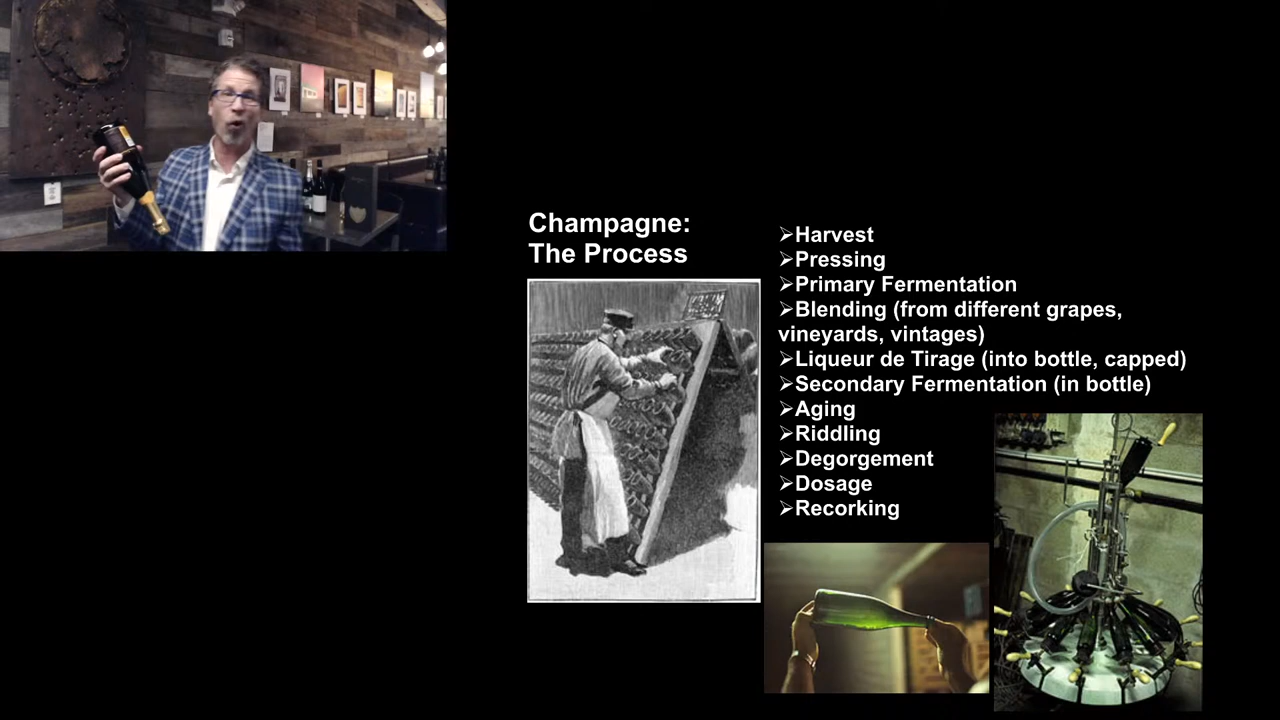 Champagne:
The Process
➢Harvest
➢Pressing
➢Primary Fermentation
➢Blending (from different grapes,
vineyards, vintages)
➢Liqueur de Tirage (into bottle, capped)
➢Secondary Fermentation (in bottle)
➢Aging
➢Riddling
➢Degorgement
➢Dosage
➢Recorking